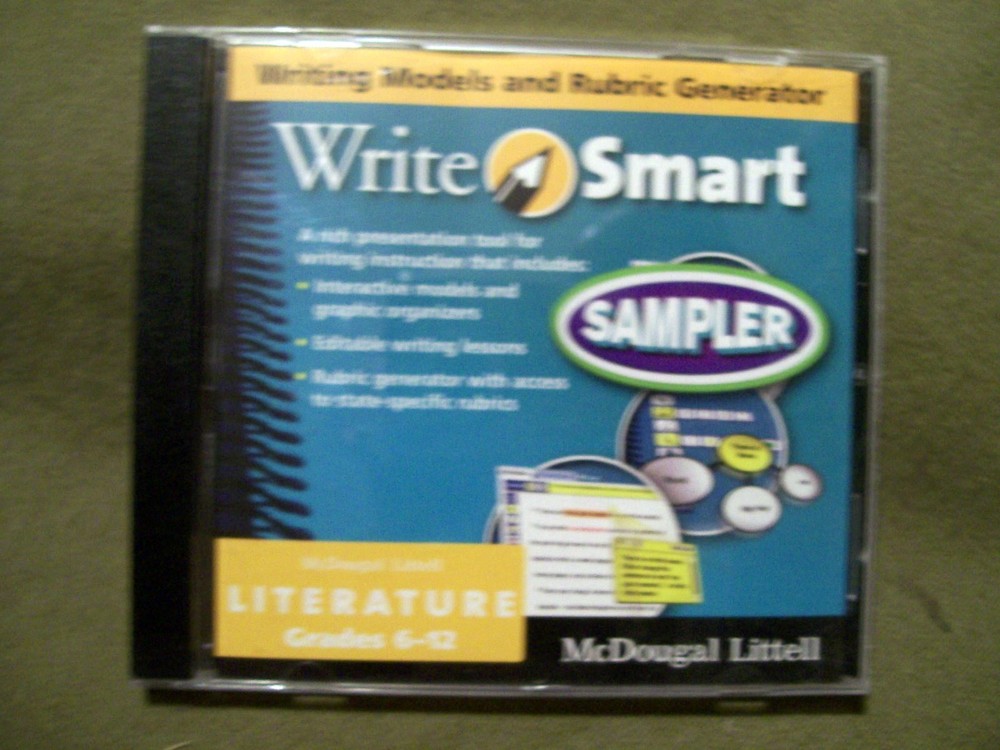 Writing Models and Rubric Generator
Write Smart
A rich presentation tool for
writing instruction that includes:
Interactive models and
graphic organizers
Editable writing lessons
Rubric generator with access
to state-specific rubrics
SAMPLER
McDougal Littell
LITERATURE
Grades 6–12
McDougal Littell